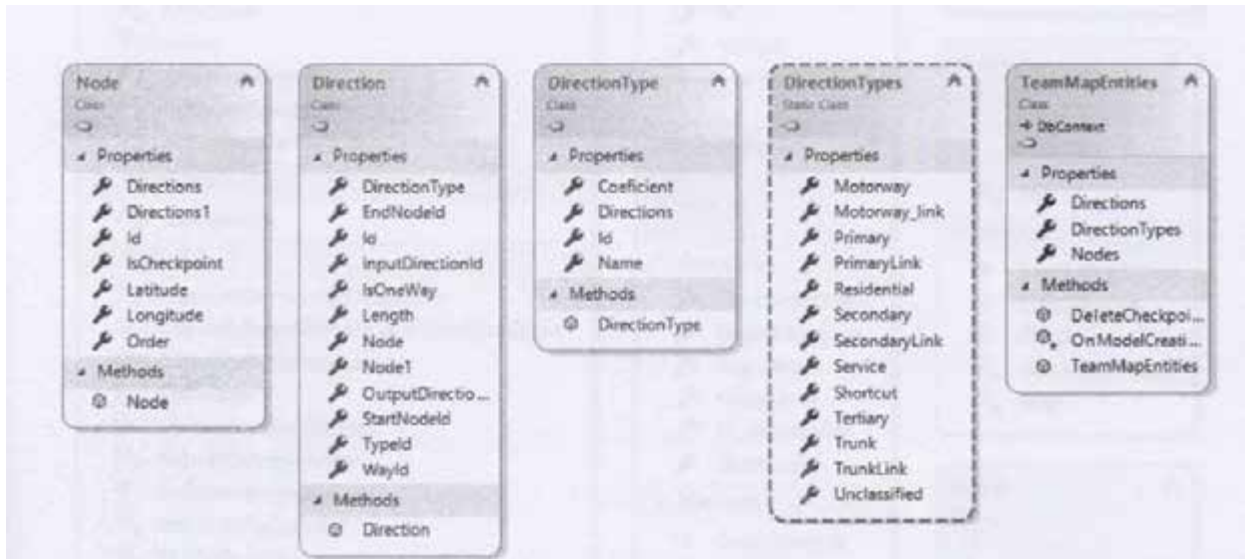 Node
Class
Properties
Directions
Directions1
Id
IsCheckpoint
Latitude
Longitude
Order
Methods
Node
Direction
Class
Properties
DirectionType
EndNodeId
Id
InputDirectionId
IsOneWay
Length
Node
Node1
OutputDirectio...
StartNodeId
TypeId
WayId
Methods
Direction
DirectionType
Class
Properties
Coeficient
Directions
Id
Name
Methods
DirectionType
DirectionTypes
Static Class
Properties
Motorway
Motorway_link
Primary
PrimaryLink
Residential
Secondary
SecondaryLink
Service
Shortcut
Tertiary
Trunk
TrunkLink
Unclassified
TeamMapEntities
Class
DbContext
Properties
Directions
DirectionTypes
Nodes
Methods
DeleteCheckpoi...
OnModelCreati...
TeamMapEntities